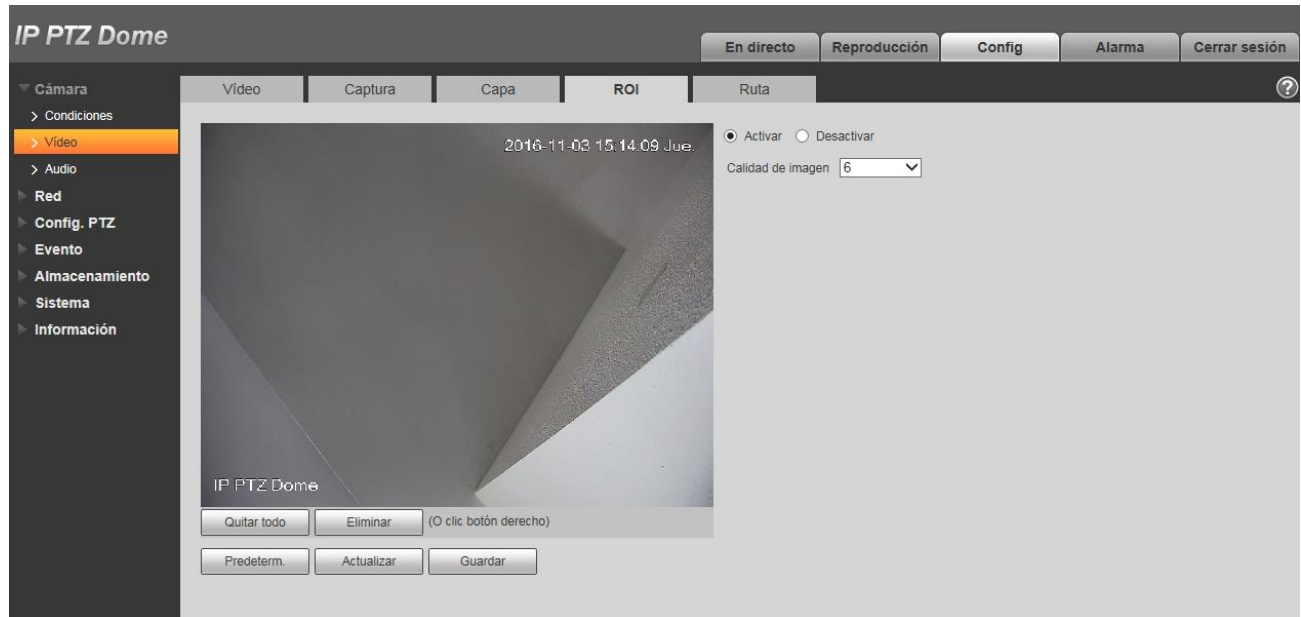 IP PTZ Dome
En directo Reproducción Config Alarma Cerrar sesión
Cámara
Condiciones
Vídeo
Audio
Red
Config. PTZ
Evento
Almacenamiento
Sistema
Información
Vídeo Captura Capa ROI Ruta
?
2016-11-03 15:14:09 Jue.
IP PTZ Dome
Activar Desactivar
Calidad de imagen 6
Quitar todo Eliminar (O clic botón derecho)
Predeterm. Actualizar Guardar